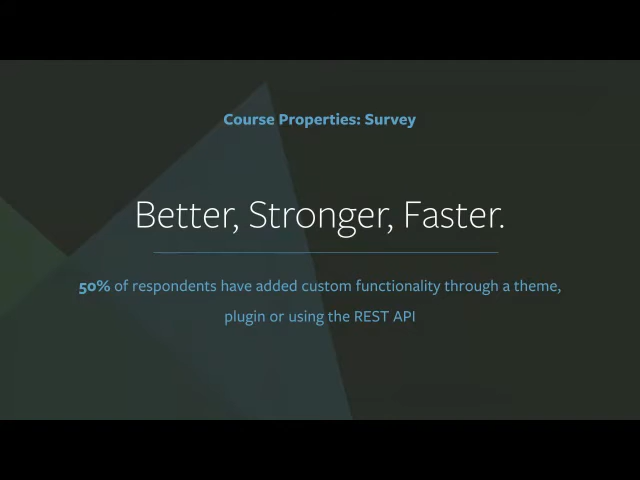 Course Properties: Survey
Better, Stronger, Faster.
50% of respondents have added custom functionality through a theme,
plugin or using the REST API